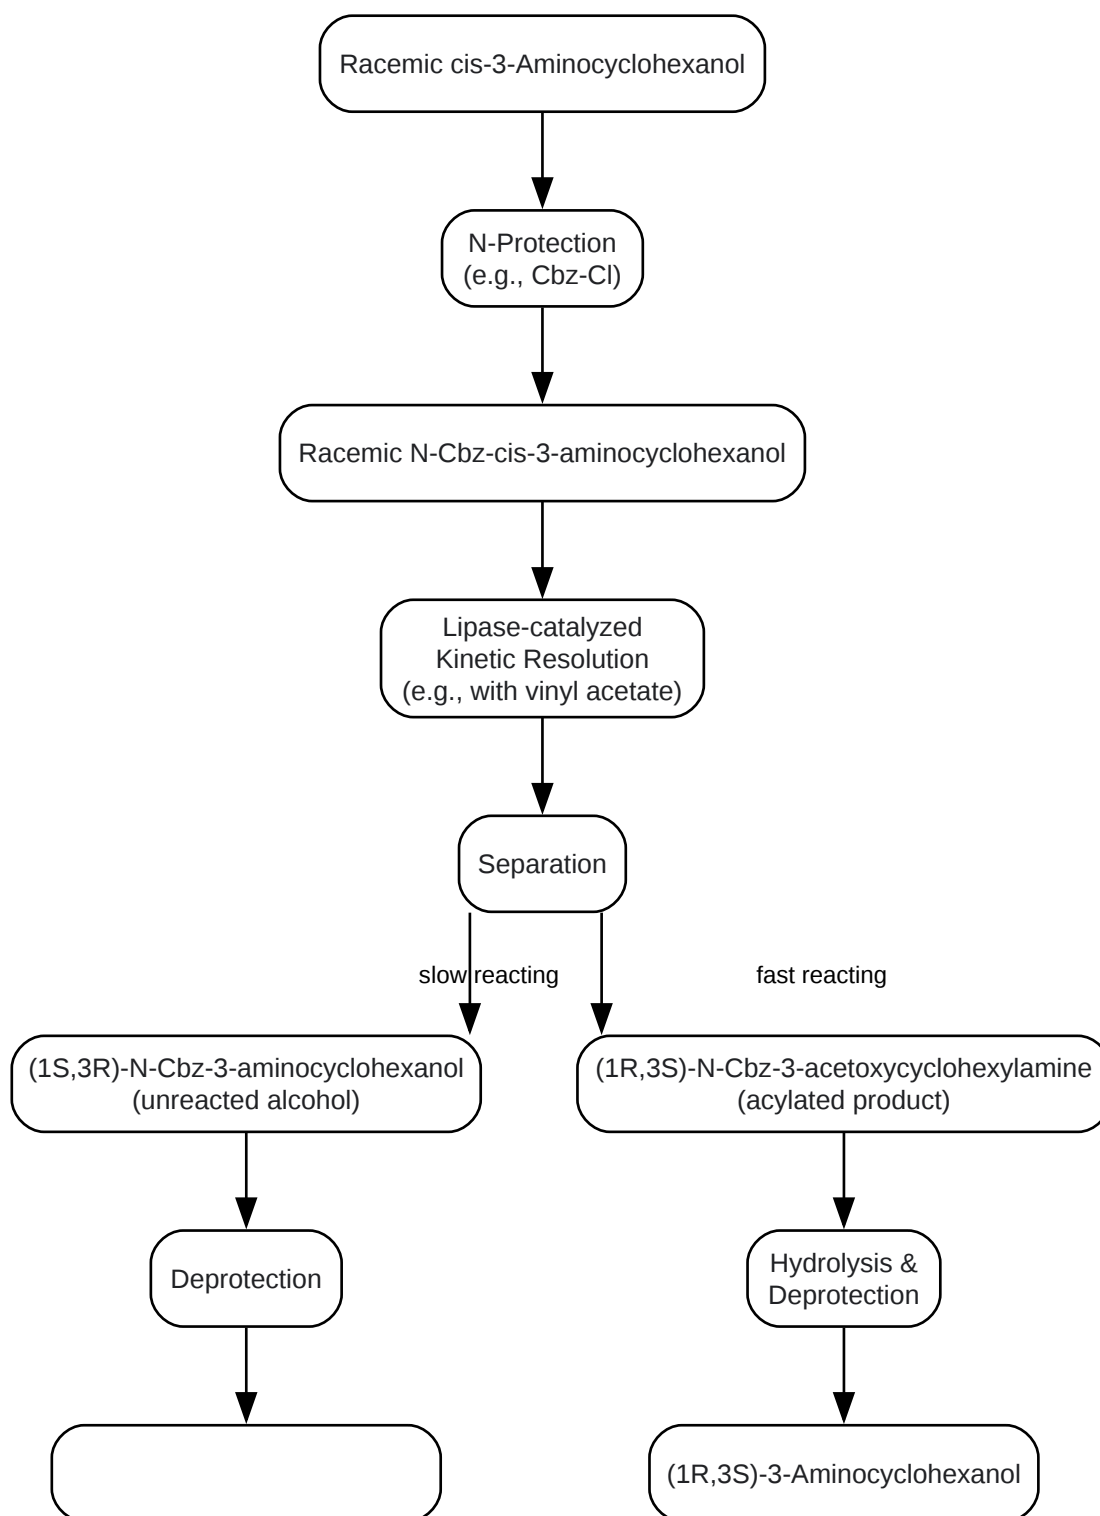 Racemic cis-3-Aminocyclohexanol
N-Protection
(e.g., Cbz-Cl)
Racemic N-Cbz-cis-3-aminocyclohexanol
Lipase-catalyzed
Kinetic Resolution
(e.g., with vinyl acetate)
Separation
slow reacting
fast reacting
(1S,3R)-N-Cbz-3-aminocyclohexanol
(unreacted alcohol)
(1R,3S)-N-Cbz-3-acetoxycyclohexylamine
(acylated product)
Deprotection
Hydrolysis &
Deprotection
(1R,3S)-3-Aminocyclohexanol